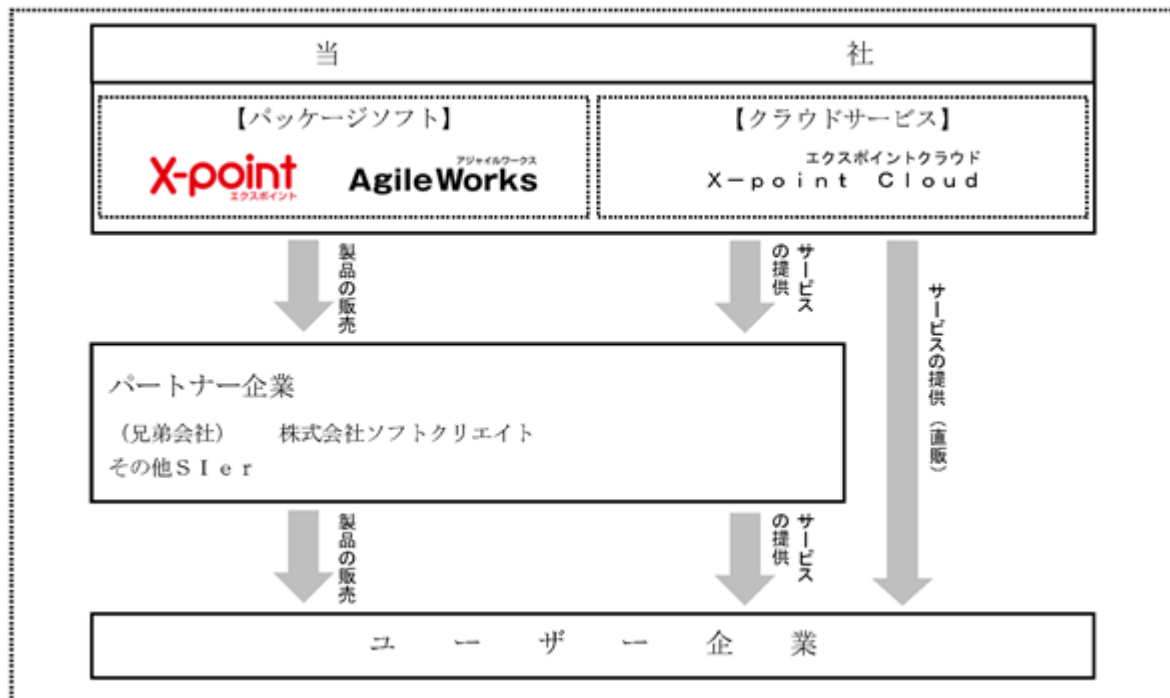 当　　　　　社
【パッケージソフト】
【クラウドサービス】
X-point
エクスポイント
アジャイルワークス
AgileWorks
エクスポイントクラウド
X－point Cloud
製品の販売
サービスの提供
サービスの提供（直販）
パートナー企業
（兄弟会社）　　株式会社ソフトクリエイト
その他ＳＩｅｒ
製品の販売
サービスの提供
ユーザー企業